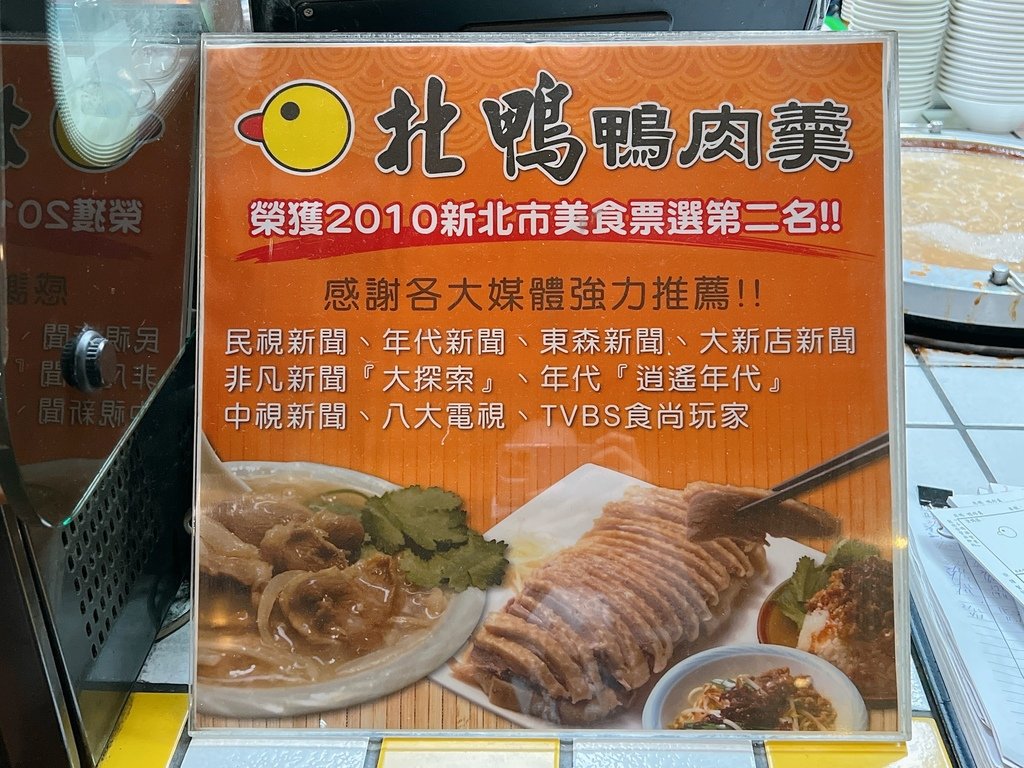 北鴨鴨肉羹
榮獲2010新北市美食票選第二名!!
感謝各大媒體強力推薦!!
民視新聞、年代新聞、東森新聞、大新店新聞
非凡新聞『大探索』、年代『逍遙年代』
中視新聞、八大電視、TVBS食尚玩家